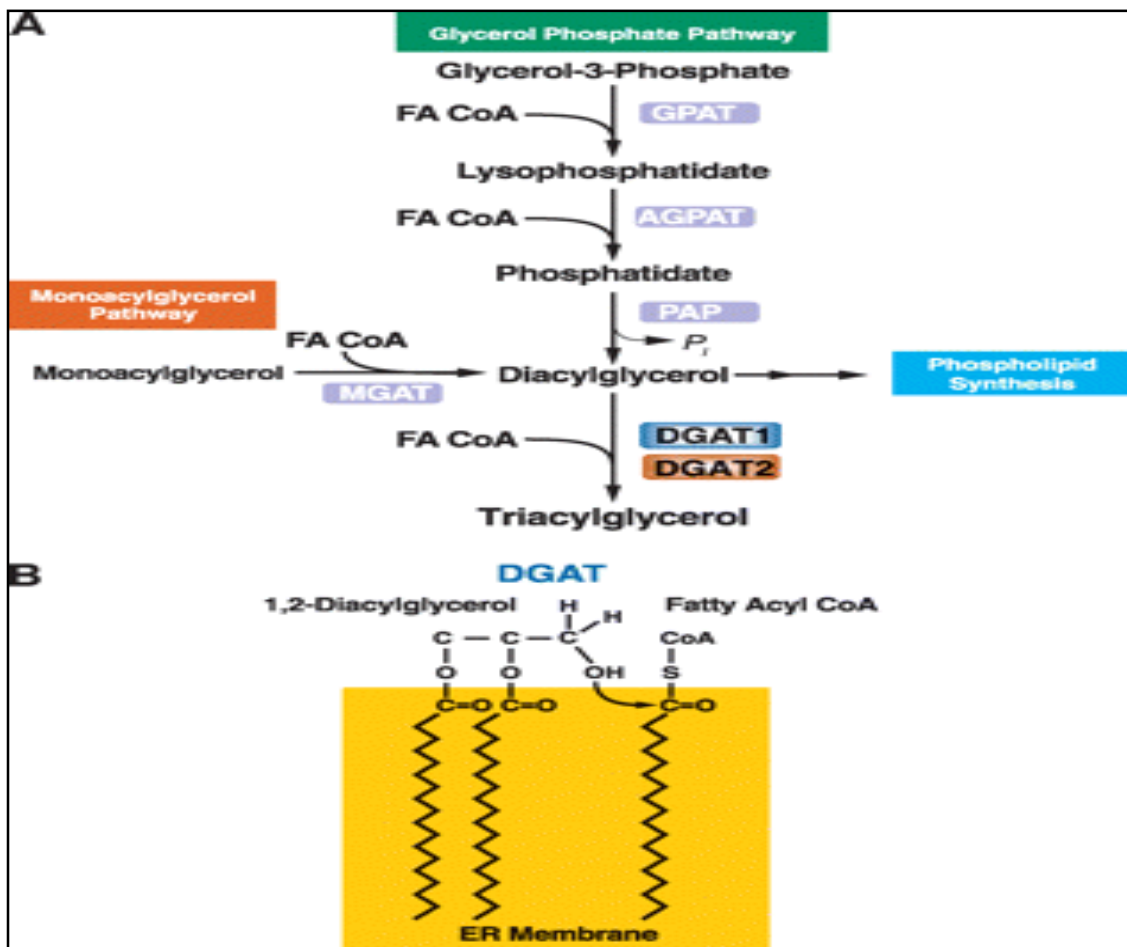 A
Glycerol Phosphate Pathway
Glycerol-3-Phosphate
FA CoA
GPAT
Lysophosphatidate
FA CoA
AGPAT
Phosphatidate
Monoacylglycerol
Pathway
PAP
FA CoA
Pi
Monoacylglycerol
Diacylglycerol
Phospholipid
Synthesis
MGAT
FA CoA
DGAT1
DGAT2
Triacylglycerol
B
DGAT
1,2-Diacylglycerol
H
H
Fatty Acyl CoA
C — C — C
CoA
O O OH S
C=O C=O C=O
ER Membrane